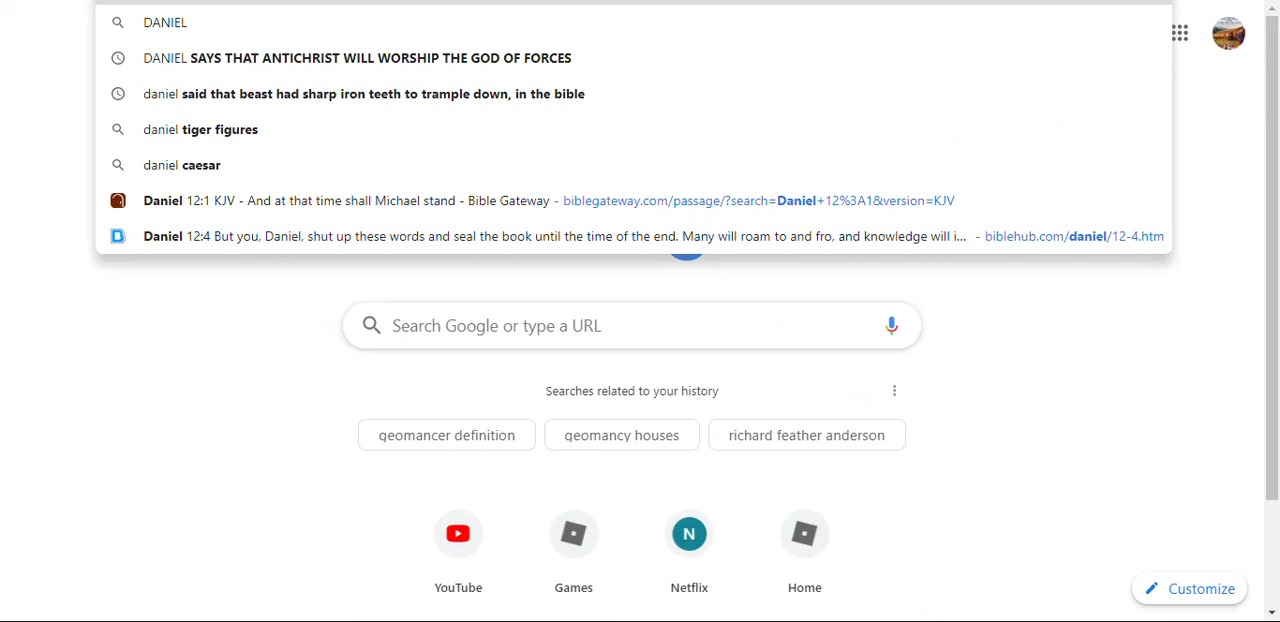 DANIEL
DANIEL SAYS THAT ANTICHRIST WILL WORSHIP THE GOD OF FORCES
daniel said that beast had sharp iron teeth to trample down, in the bible
daniel tiger figures
daniel caesar
Daniel 12:1 KJV - And at that time shall Michael stand - Bible Gateway - biblegateway.com/passage/?search=Daniel+12%3A1&version=KJV
Daniel 12:4 But you, Daniel, shut up these words and seal the book until the time of the end. Many will roam to and fro, and knowledge will i... - biblehub.com/daniel/12-4.htm
Search Google or type a URL
Searches related to your history
geomancer definition geomancy houses richard feather anderson
N
YouTube Games Netflix Home
Customize